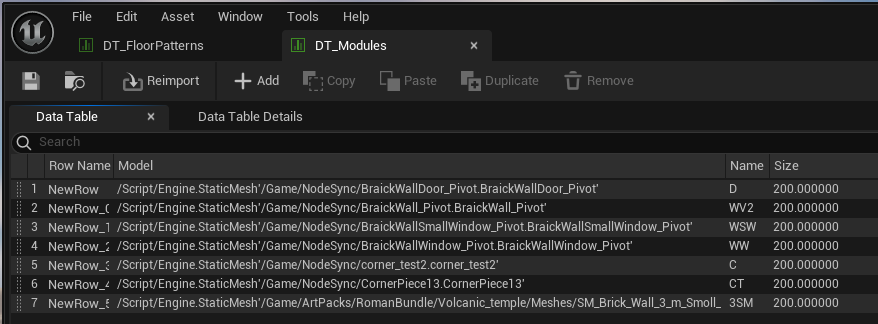 File Edit Asset Window Tools Help
DT_FloorPatterns DT_Modules ×
Reimport + Add Copy Paste Duplicate Remove
Data Table × Data Table Details
Search
Row Name Model Name Size
1 NewRow /Script/Engine.StaticMesh'/Game/NodeSync/BraickWallDoor_Pivot.BraickWallDoor_Pivot' D 200.000000
2 NewRow_0 /Script/Engine.StaticMesh'/Game/NodeSync/BraickWall_Pivot.BraickWall_Pivot' WV2 200.000000
3 NewRow_1 /Script/Engine.StaticMesh'/Game/NodeSync/BraickWallSmallWindow_Pivot.BraickWallSmallWindow_Pivot' WSW 200.000000
4 NewRow_2 /Script/Engine.StaticMesh'/Game/NodeSync/BraickWallWindow_Pivot.BraickWallWindow_Pivot' WW 200.000000
5 NewRow_3 /Script/Engine.StaticMesh'/Game/NodeSync/corner_test2.corner_test2' C 200.000000
6 NewRow_4 /Script/Engine.StaticMesh'/Game/NodeSync/CornerPiece13.CornerPiece13' CT 200.000000
7 NewRow_5 /Script/Engine.StaticMesh'/Game/ArtPacks/RomanBundle/Volcanic_temple/Meshes/SM_Brick_Wall_3_m_Smoll_ 3SM 200.000000